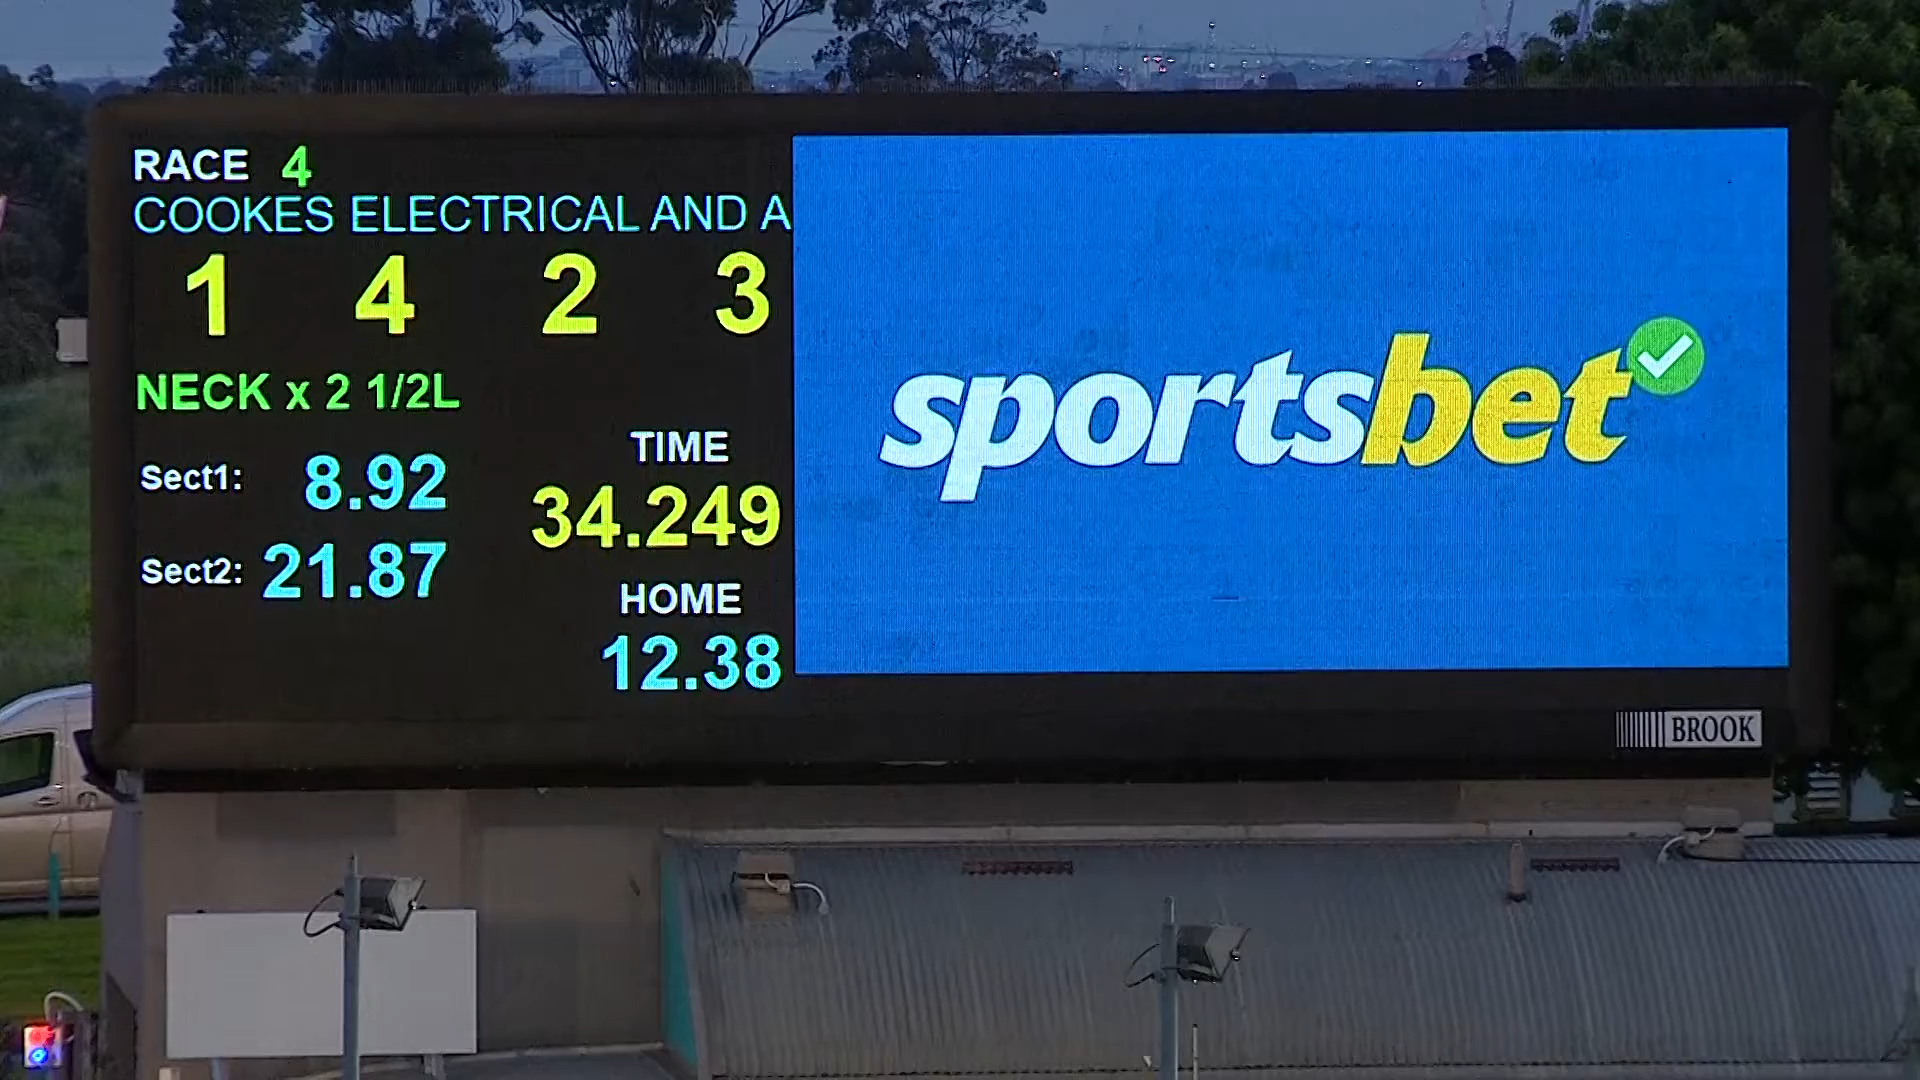 RACE 4
COOKES ELECTRICAL AND A
1 4 2 3
NECK x 2 1/2L
Sect1: 8.92
Sect2: 21.87
TIME
34.249
HOME
12.38
sportsbet
BROOK